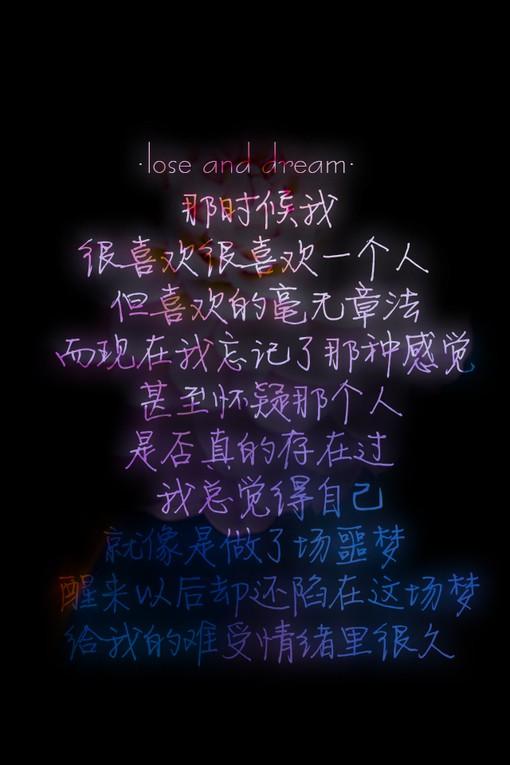 ·lose and dream·
那时候我
很喜欢很喜欢一个人
但喜欢的毫无章法
而现在我忘记了那种感觉
甚至怀疑那个人
是否真的存在过
我总觉得自己
就像是做了场噩梦
醒来以后却还陷在这场梦
给我的难受情绪里很久